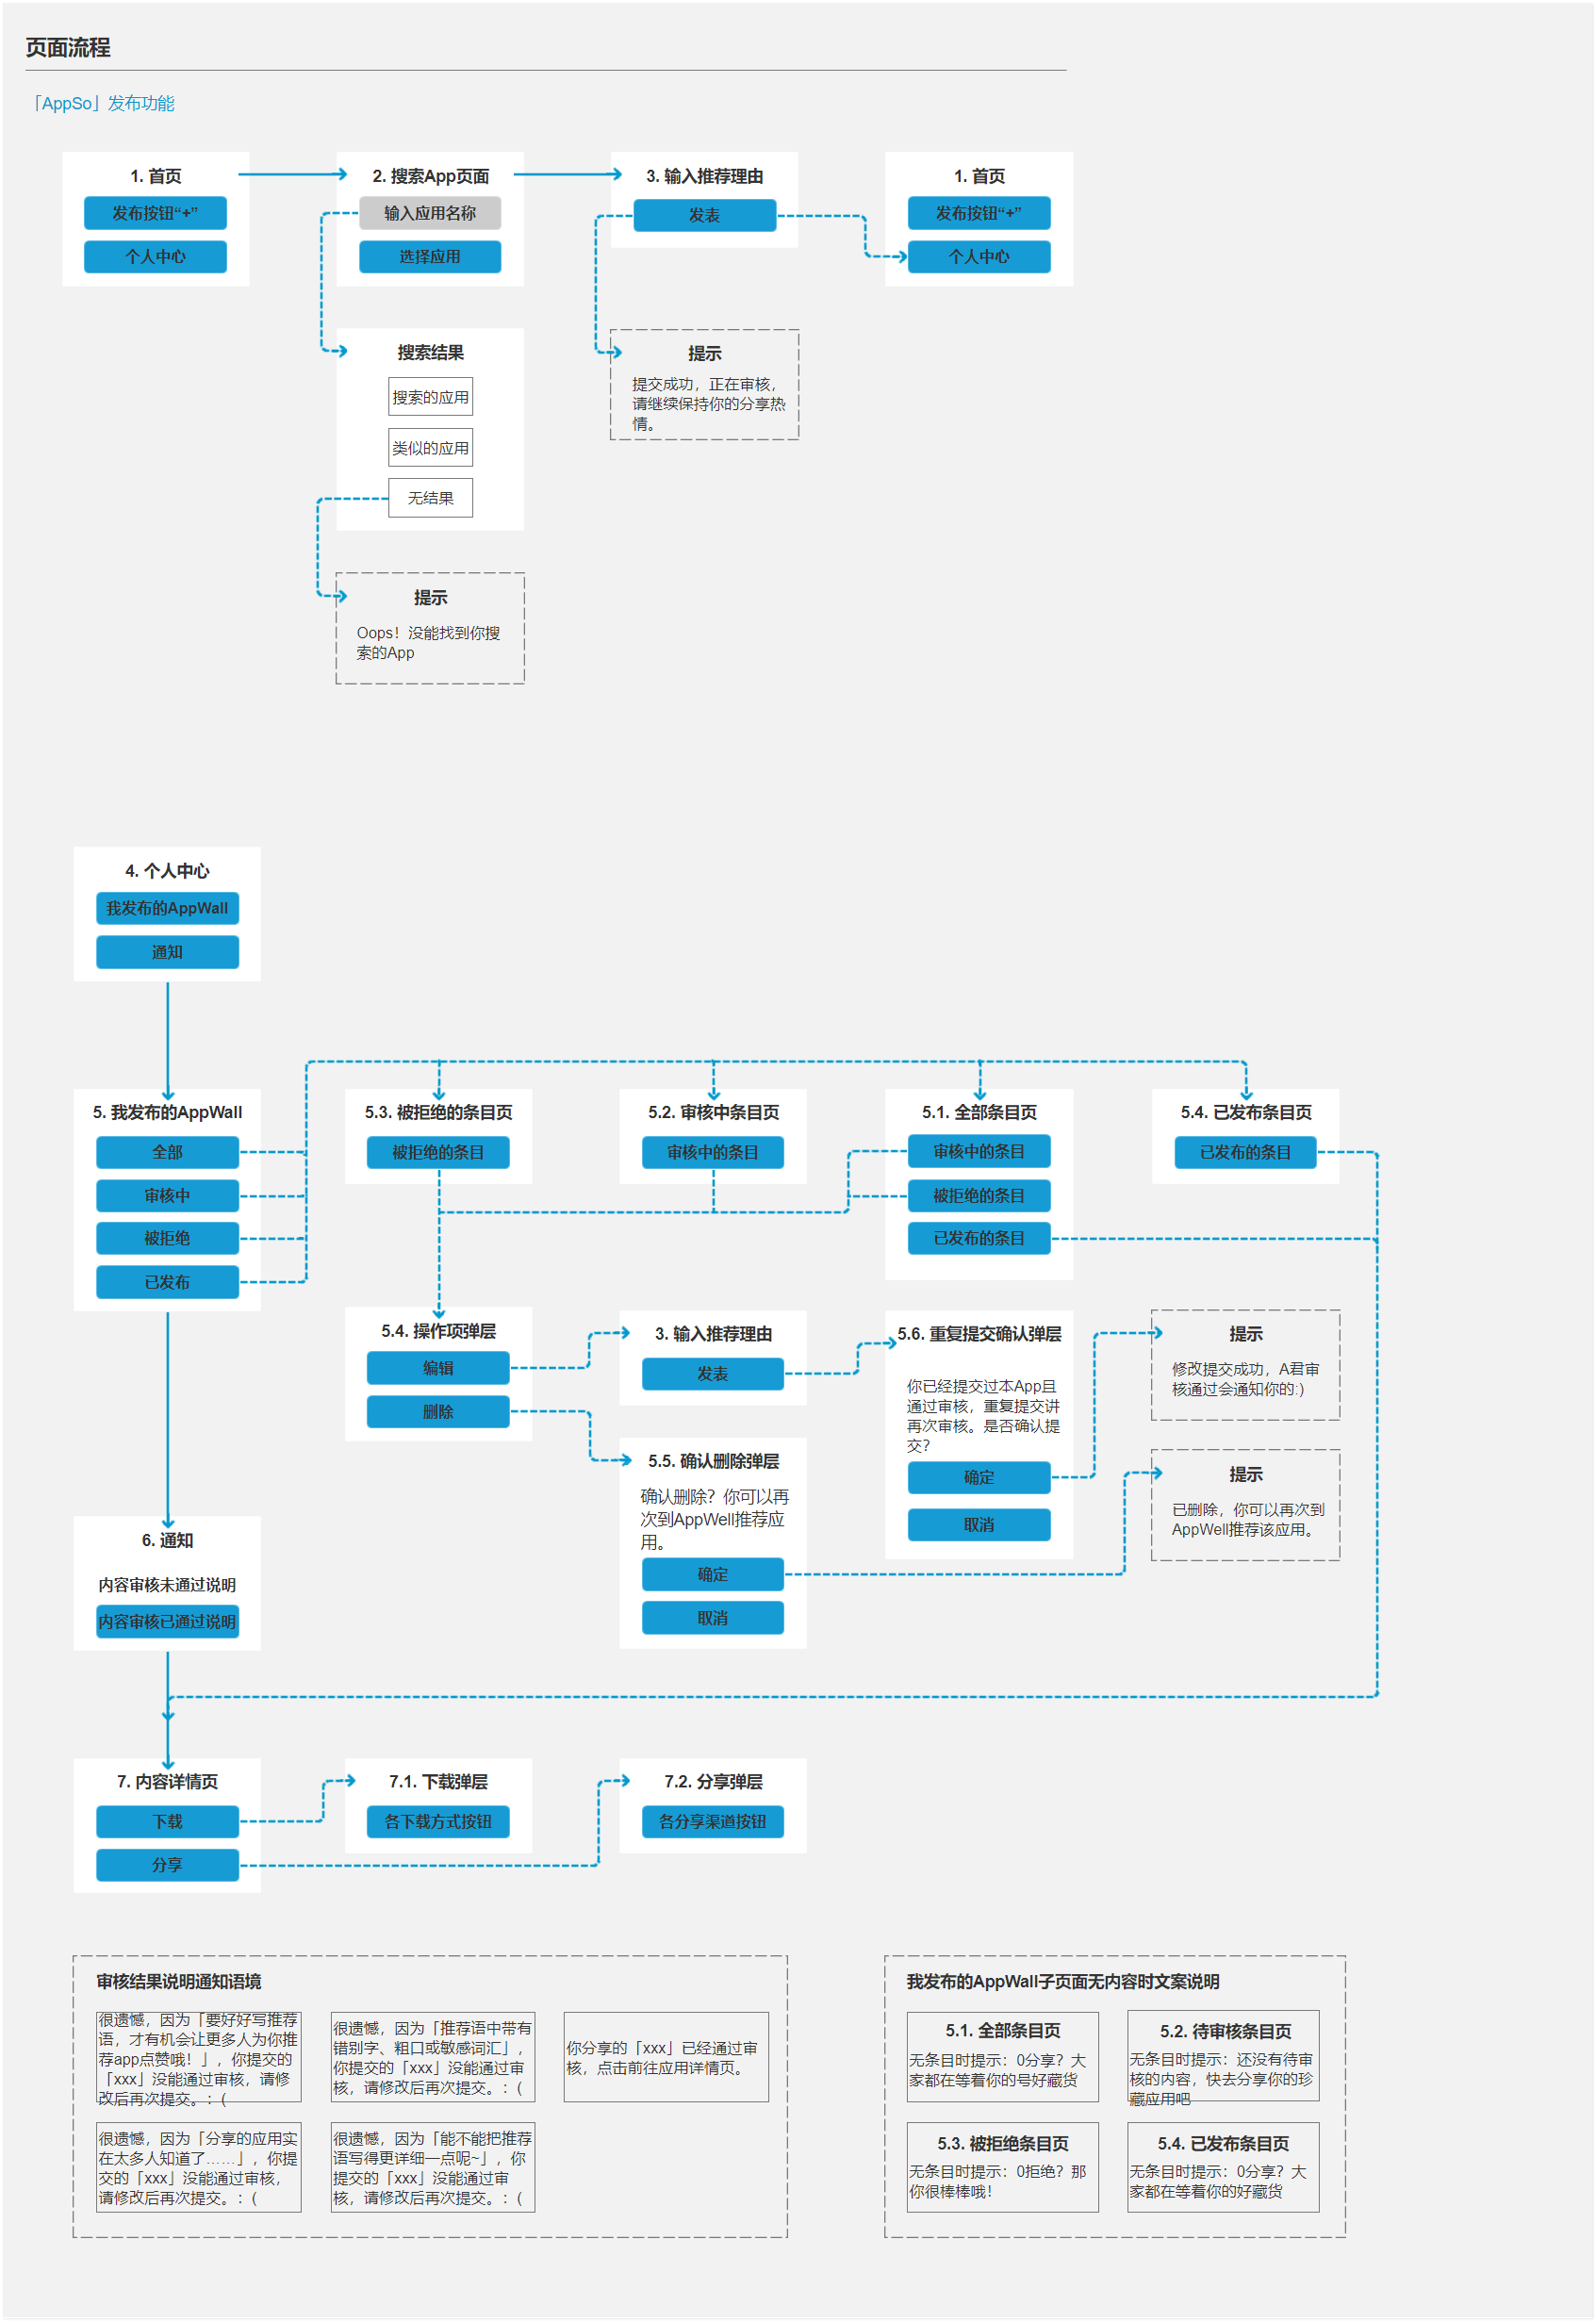 页面流程
「AppSo」发布功能
1. 首页
发布按钮“+”
个人中心
2. 搜索App页面
输入应用名称
选择应用
3. 输入推荐理由
发表
1. 首页
发布按钮“+”
个人中心
搜索结果
搜索的应用
类似的应用
无结果
提示
提交成功，正在审核，
请继续保持你的分享热
情。
提示
Oops！没能找到你搜
索的App
4. 个人中心
我发布的AppWall
通知
5. 我发布的AppWall
全部
审核中
被拒绝
已发布
5.3. 被拒绝的条目页
被拒绝的条目
5.2. 审核中条目页
审核中的条目
5.1. 全部条目页
审核中的条目
被拒绝的条目
已发布的条目
5.4. 已发布条目页
已发布的条目
5.4. 操作项弹层
编辑
删除
3. 输入推荐理由
发表
5.6. 重复提交确认弹层
你已经提交过本App且
通过审核，重复提交讲
再次审核。是否确认提
交？
确定
取消
提示
修改提交成功，A君审
核通过会通知你的:)
5.5. 确认删除弹层
确认删除？你可以再
次到AppWell推荐应
用。
确定
取消
提示
已删除，你可以再次到
AppWell推荐该应用。
6. 通知
内容审核未通过说明
内容审核已通过说明
7. 内容详情页
下载
分享
7.1. 下载弹层
各下载方式按钮
7.2. 分享弹层
各分享渠道按钮
审核结果说明通知语境
很遗憾，因为「要好好写推荐
语，才有机会让更多人为你推
荐app点赞哦！」，你提交的
「xxx」没能通过审核，请修
改后再次提交。：(
很遗憾，因为「推荐语中带有
错别字、粗口或敏感词汇」，
你提交的「xxx」没能通过审
核，请修改后再次提交。：(
你分享的「xxx」已经通过审
核，点击前往应用详情页。
很遗憾，因为「分享的应用实
在太多人知道了……」，你提
交的「xxx」没能通过审核，
请修改后再次提交。：(
很遗憾，因为「能不能把推荐
语写得更详细一点呢~」，你
提交的「xxx」没能通过审
核，请修改后再次提交。：(
我发布的AppWall子页面无内容时文案说明
5.1. 全部条目页
无条目时提示：0分享？大
家都在等着你的号好藏货
5.2. 待审核条目页
无条目时提示：还没有待审
核的内容，快去分享你的珍
藏应用吧
5.3. 被拒绝条目页
无条目时提示：0拒绝？那
你很棒棒哦！
5.4. 已发布条目页
无条目时提示：0分享？大
家都在等着你的好藏货